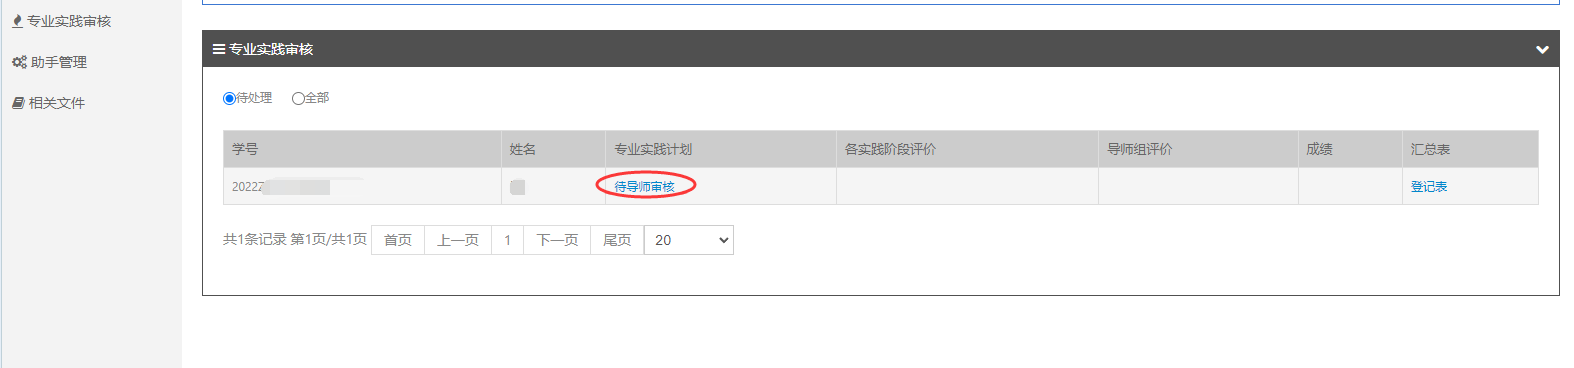 专业实践审核
助手管理
相关文件
专业实践审核
待处理 全部
学号 姓名 专业实践计划 各实践阶段评价 导师组评价 成绩 汇总表
2022Z 待导师审核 登记表
共1条记录 第1页/共1页 首页 上一页 1 下一页 尾页 20